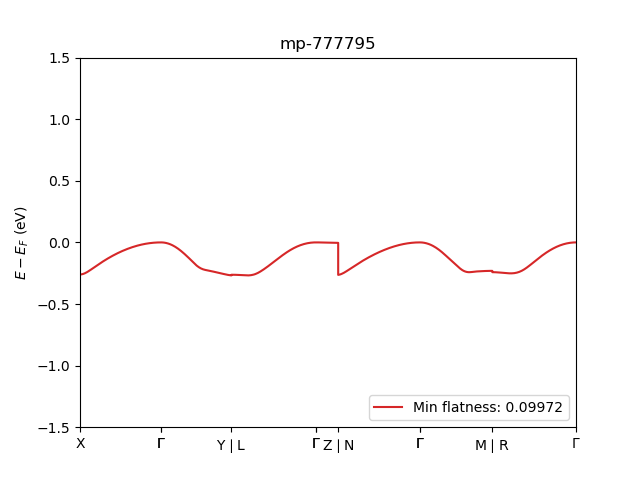 mp-777795
1.5
1.0
0.5
0.0
−0.5
−1.0
−1.5
E − E_F (eV)
Min flatness: 0.09972
X Γ Y | L Γ Z | N Γ M | R Γ